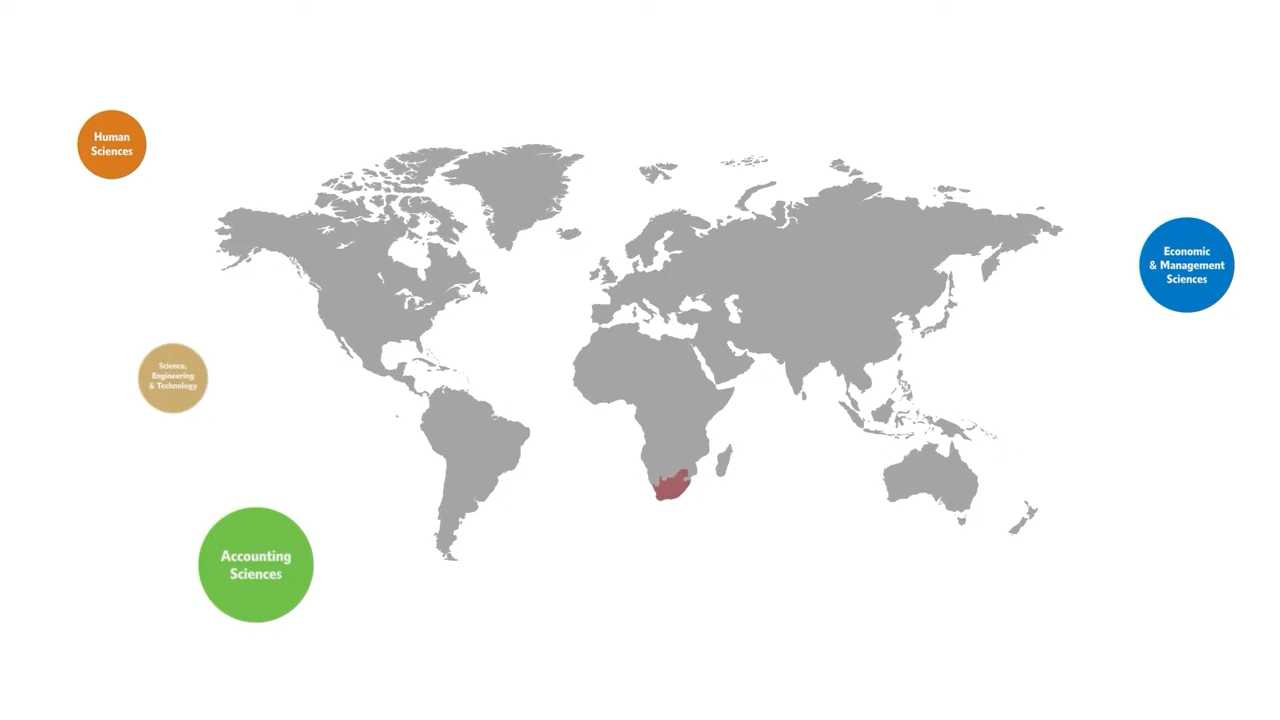 Human
Sciences
Economic
& Management
Sciences
Science,
Engineering
& Technology
Accounting
Sciences